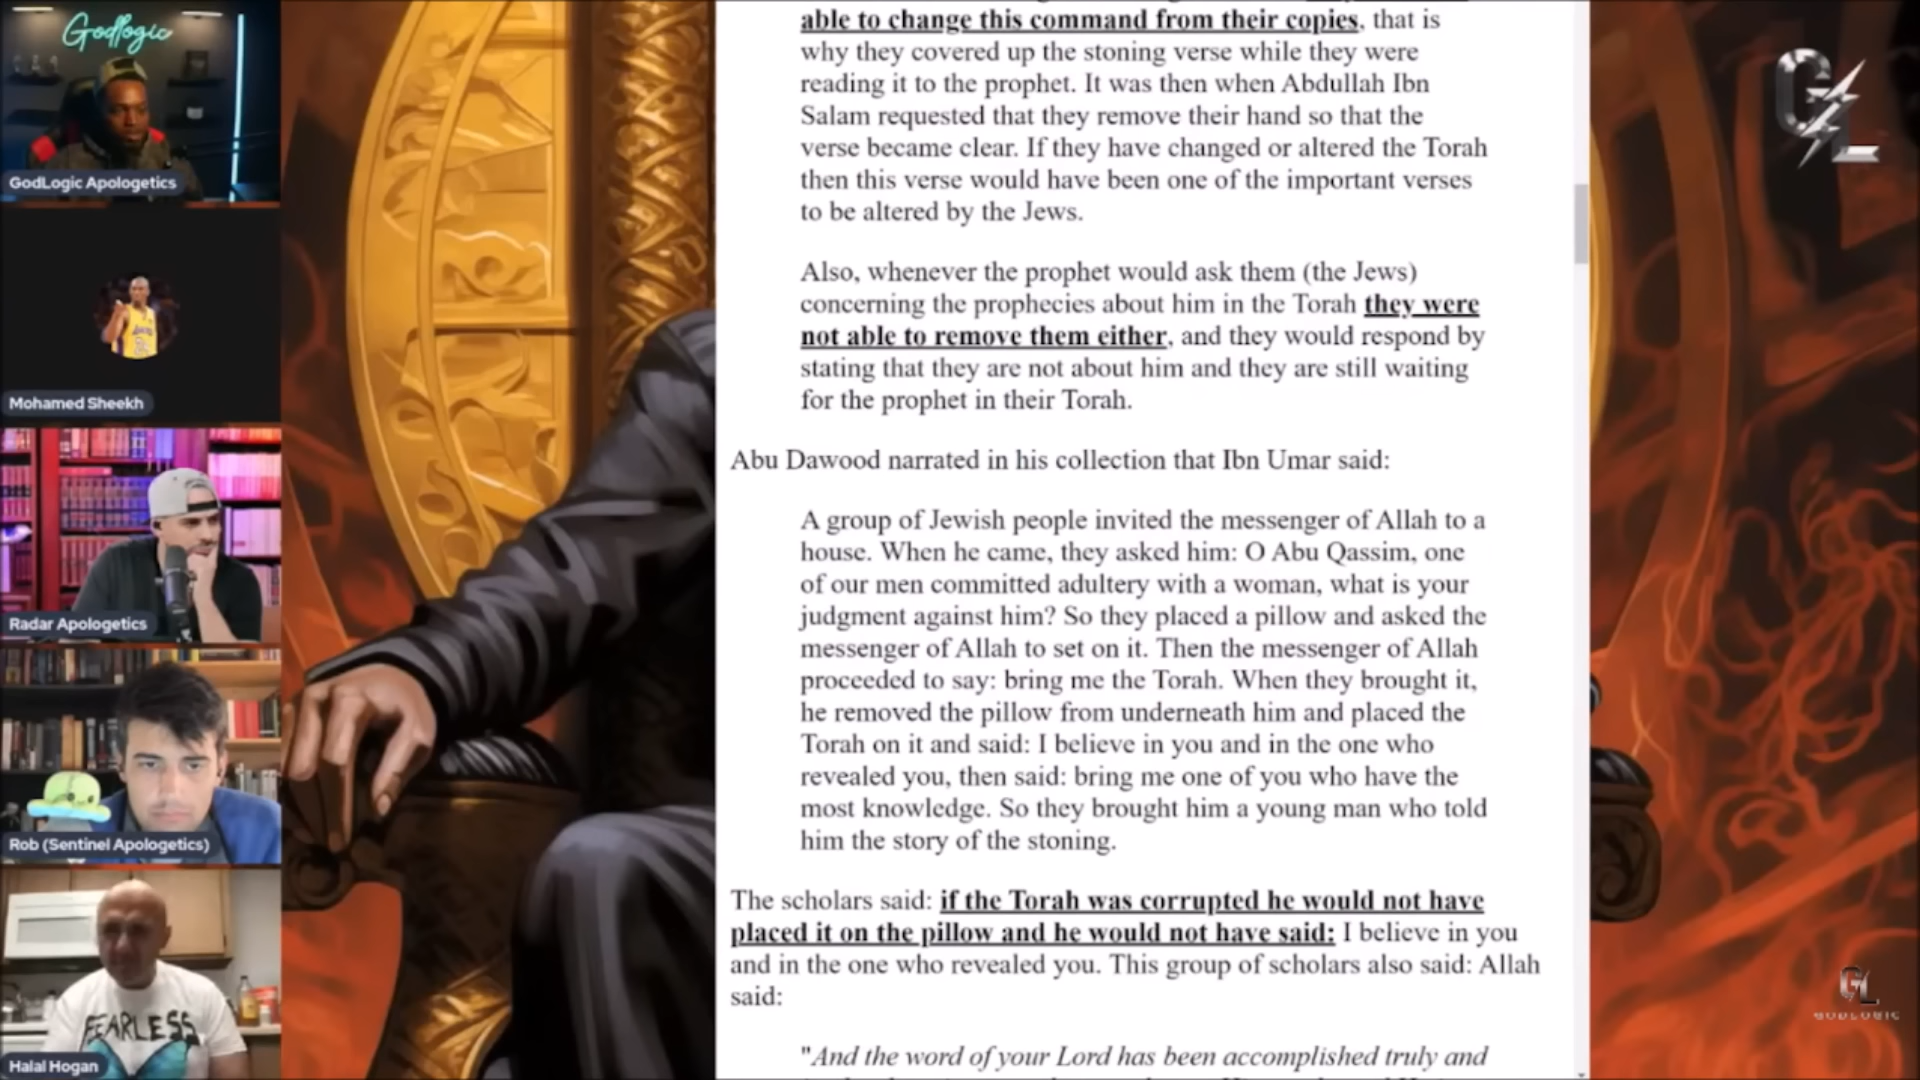 Godlogic
GodLogic Apologetics
Mohamed Sheekh
Radar Apologetics
Rob (Sentinel Apologetics)
FEARLESS
Halal Hogan
able to change this command from their copies, that is
why they covered up the stoning verse while they were
reading it to the prophet. It was then when Abdullah Ibn
Salam requested that they remove their hand so that the
verse became clear. If they have changed or altered the Torah
then this verse would have been one of the important verses
to be altered by the Jews.
Also, whenever the prophet would ask them (the Jews)
concerning the prophecies about him in the Torah they were
not able to remove them either, and they would respond by
stating that they are not about him and they are still waiting
for the prophet in their Torah.
Abu Dawood narrated in his collection that Ibn Umar said:
A group of Jewish people invited the messenger of Allah to a
house. When he came, they asked him: O Abu Qassim, one
of our men committed adultery with a woman, what is your
judgment against him? So they placed a pillow and asked the
messenger of Allah to set on it. Then the messenger of Allah
proceeded to say: bring me the Torah. When they brought it,
he removed the pillow from underneath him and placed the
Torah on it and said: I believe in you and in the one who
revealed you, then said: bring me one of you who have the
most knowledge. So they brought him a young man who told
him the story of the stoning.
The scholars said: if the Torah was corrupted he would not have
placed it on the pillow and he would not have said: I believe in you
and in the one who revealed you. This group of scholars also said: Allah
said:
"And the word of your Lord has been accomplished truly and
GL
GL
GODLOGIC